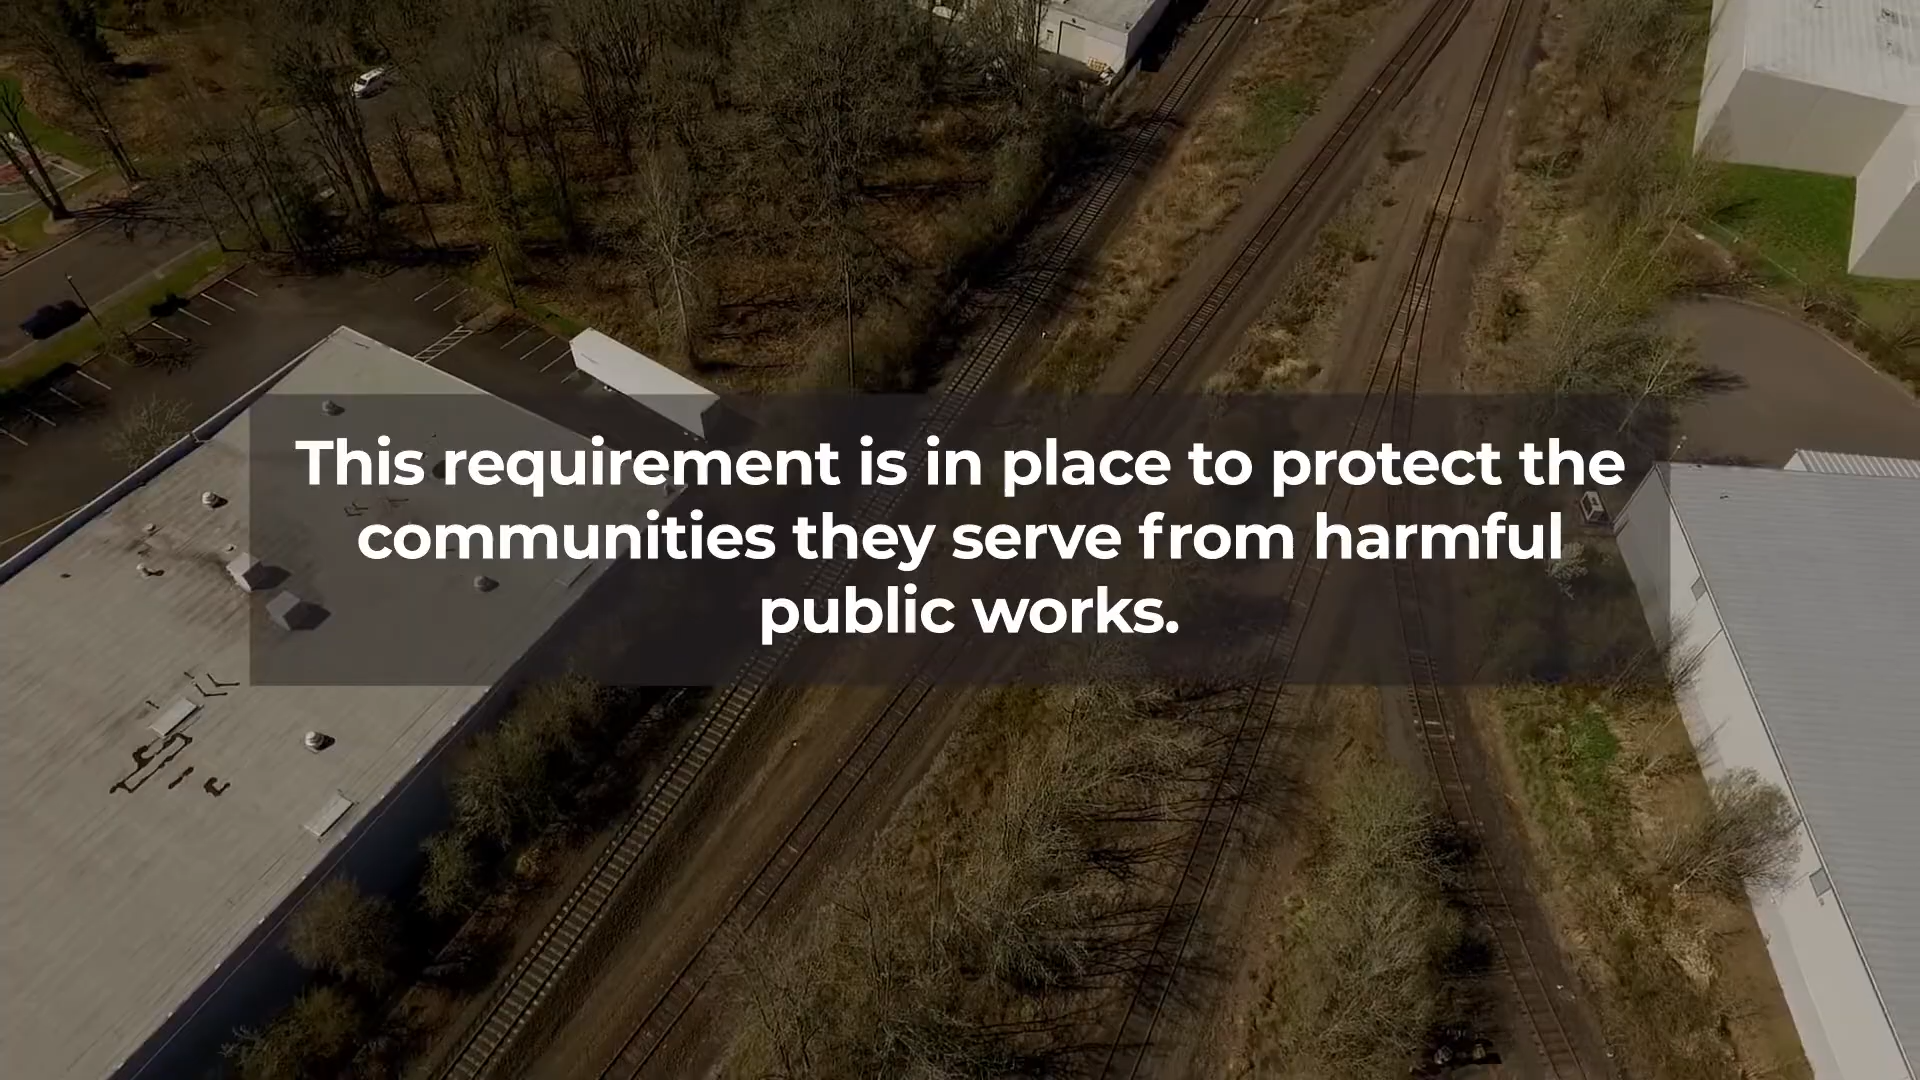 This requirement is in place to protect the
communities they serve from harmful
public works.